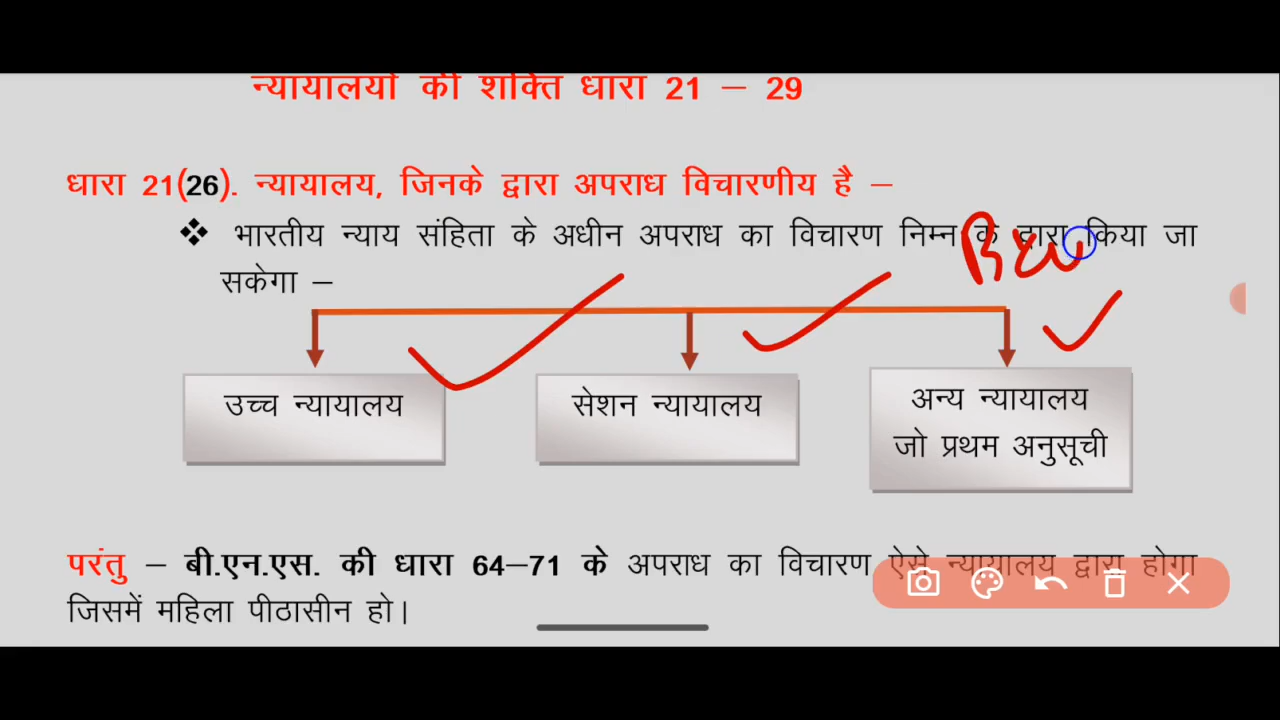 न्यायालयों की शक्ति धारा 21 – 29
धारा 21(26). न्यायालय, जिनके द्वारा अपराध विचारणीय है –
❖ भारतीय न्याय संहिता के अधीन अपराध का विचारण निम्न के द्वारा किया जा
सकेगा –
उच्च न्यायालय
सेशन न्यायालय
अन्य न्यायालय
जो प्रथम अनुसूची
परंतु – बी.एन.एस. की धारा 64–71 के अपराध का विचारण ऐसे न्यायालय द्वारा होगा
जिसमें महिला पीठासीन हो।